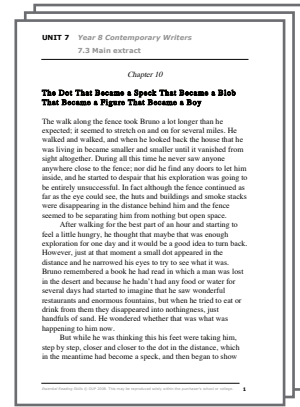 UNIT 7 Year 8 Contemporary Writers
7.3 Main extract
Chapter 10
The Dot That Became a Speck That Became a Blob
That Became a Figure That Became a Boy
The walk along the fence took Bruno a lot longer than he
expected; it seemed to stretch on and on for several miles. He
walked and walked, and when he looked back the house that he
was living in became smaller and smaller until it vanished from
sight altogether. During all this time he never saw anyone
anywhere close to the fence; nor did he find any doors to let him
inside, and he started to despair that his exploration was going to
be entirely unsuccessful. In fact although the fence continued as
far as the eye could see, the huts and buildings and smoke stacks
were disappearing in the distance behind him and the fence
seemed to be separating him from nothing but open space.
After walking for the best part of an hour and starting to
feel a little hungry, he thought that maybe that was enough
exploration for one day and it would be a good idea to turn back.
However, just at that moment a small dot appeared in the
distance and he narrowed his eyes to try to see what it was.
Bruno remembered a book he had read in which a man was lost
in the desert and because he hadn't had any food or water for
several days had started to imagine that he saw wonderful
restaurants and enormous fountains, but when he tried to eat or
drink from them they disappeared into nothingness, just
handfuls of sand. He wondered whether that was what was
happening to him now.
But while he was thinking this his feet were taking him,
step by step, closer and closer to the dot in the distance, which
in the meantime had become a speck, and then began to show
1